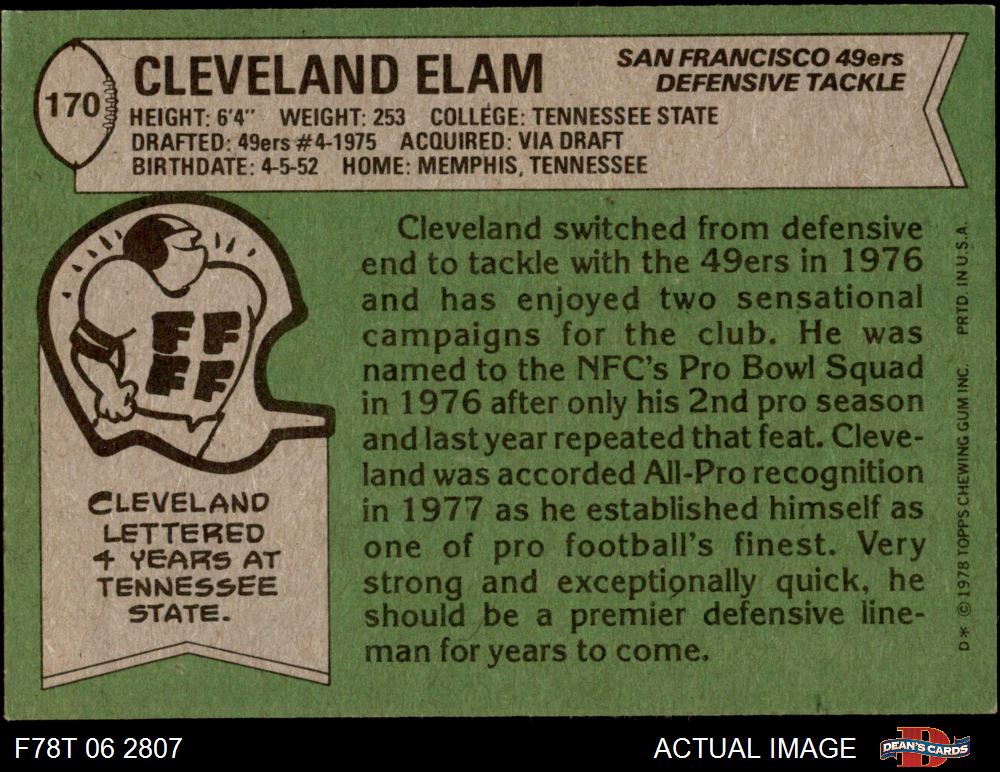 170
CLEVELAND ELAM
SAN FRANCISCO 49ers
DEFENSIVE TACKLE
HEIGHT: 6'4" WEIGHT: 253 COLLEGE: TENNESSEE STATE
DRAFTED: 49ers #4-1975 ACQUIRED: VIA DRAFT
BIRTHDATE: 4-5-52 HOME: MEMPHIS, TENNESSEE
FF
FF
CLEVELAND
LETTERED
4 YEARS AT
TENNESSEE
STATE.
Cleveland switched from defensive
end to tackle with the 49ers in 1976
and has enjoyed two sensational
campaigns for the club. He was
named to the NFC's Pro Bowl Squad
in 1976 after only his 2nd pro season
and last year repeated that feat. Cleve-
land was accorded All-Pro recognition
in 1977 as he established himself as
one of pro football's finest. Very
strong and exceptionally quick, he
should be a premier defensive line-
man for years to come.
D* © 1978 TOPPS CHEWING GUM INC. PRTD. IN U.S.A.
F78T 06 2807
ACTUAL IMAGE
D
DEAN'S CARDS